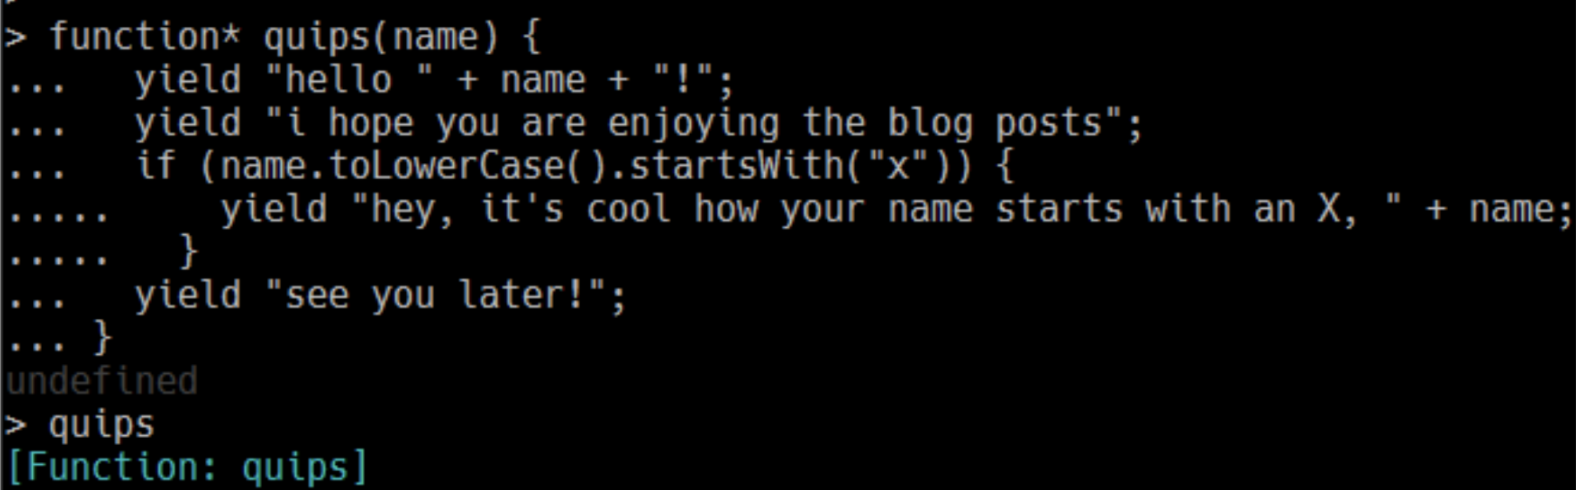 > function* quips(name) {
...   yield "hello " + name + "!";
...   yield "i hope you are enjoying the blog posts";
...   if (name.toLowerCase().startsWith("x")) {
.....     yield "hey, it's cool how your name starts with an X, " + name;
.....   }
...   yield "see you later!";
... }
undefined
> quips
[Function: quips]